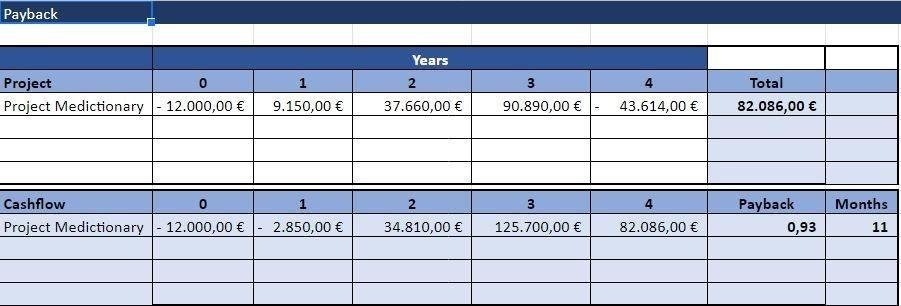 Payback
Years
Project 0 1 2 3 4 Total
Project Medictionary - 12.000,00 € 9.150,00 € 37.660,00 € 90.890,00 € - 43.614,00 € 82.086,00 €
Cashflow 0 1 2 3 4 Payback Months
Project Medictionary - 12.000,00 € - 2.850,00 € 34.810,00 € 125.700,00 € 82.086,00 € 0,93 11